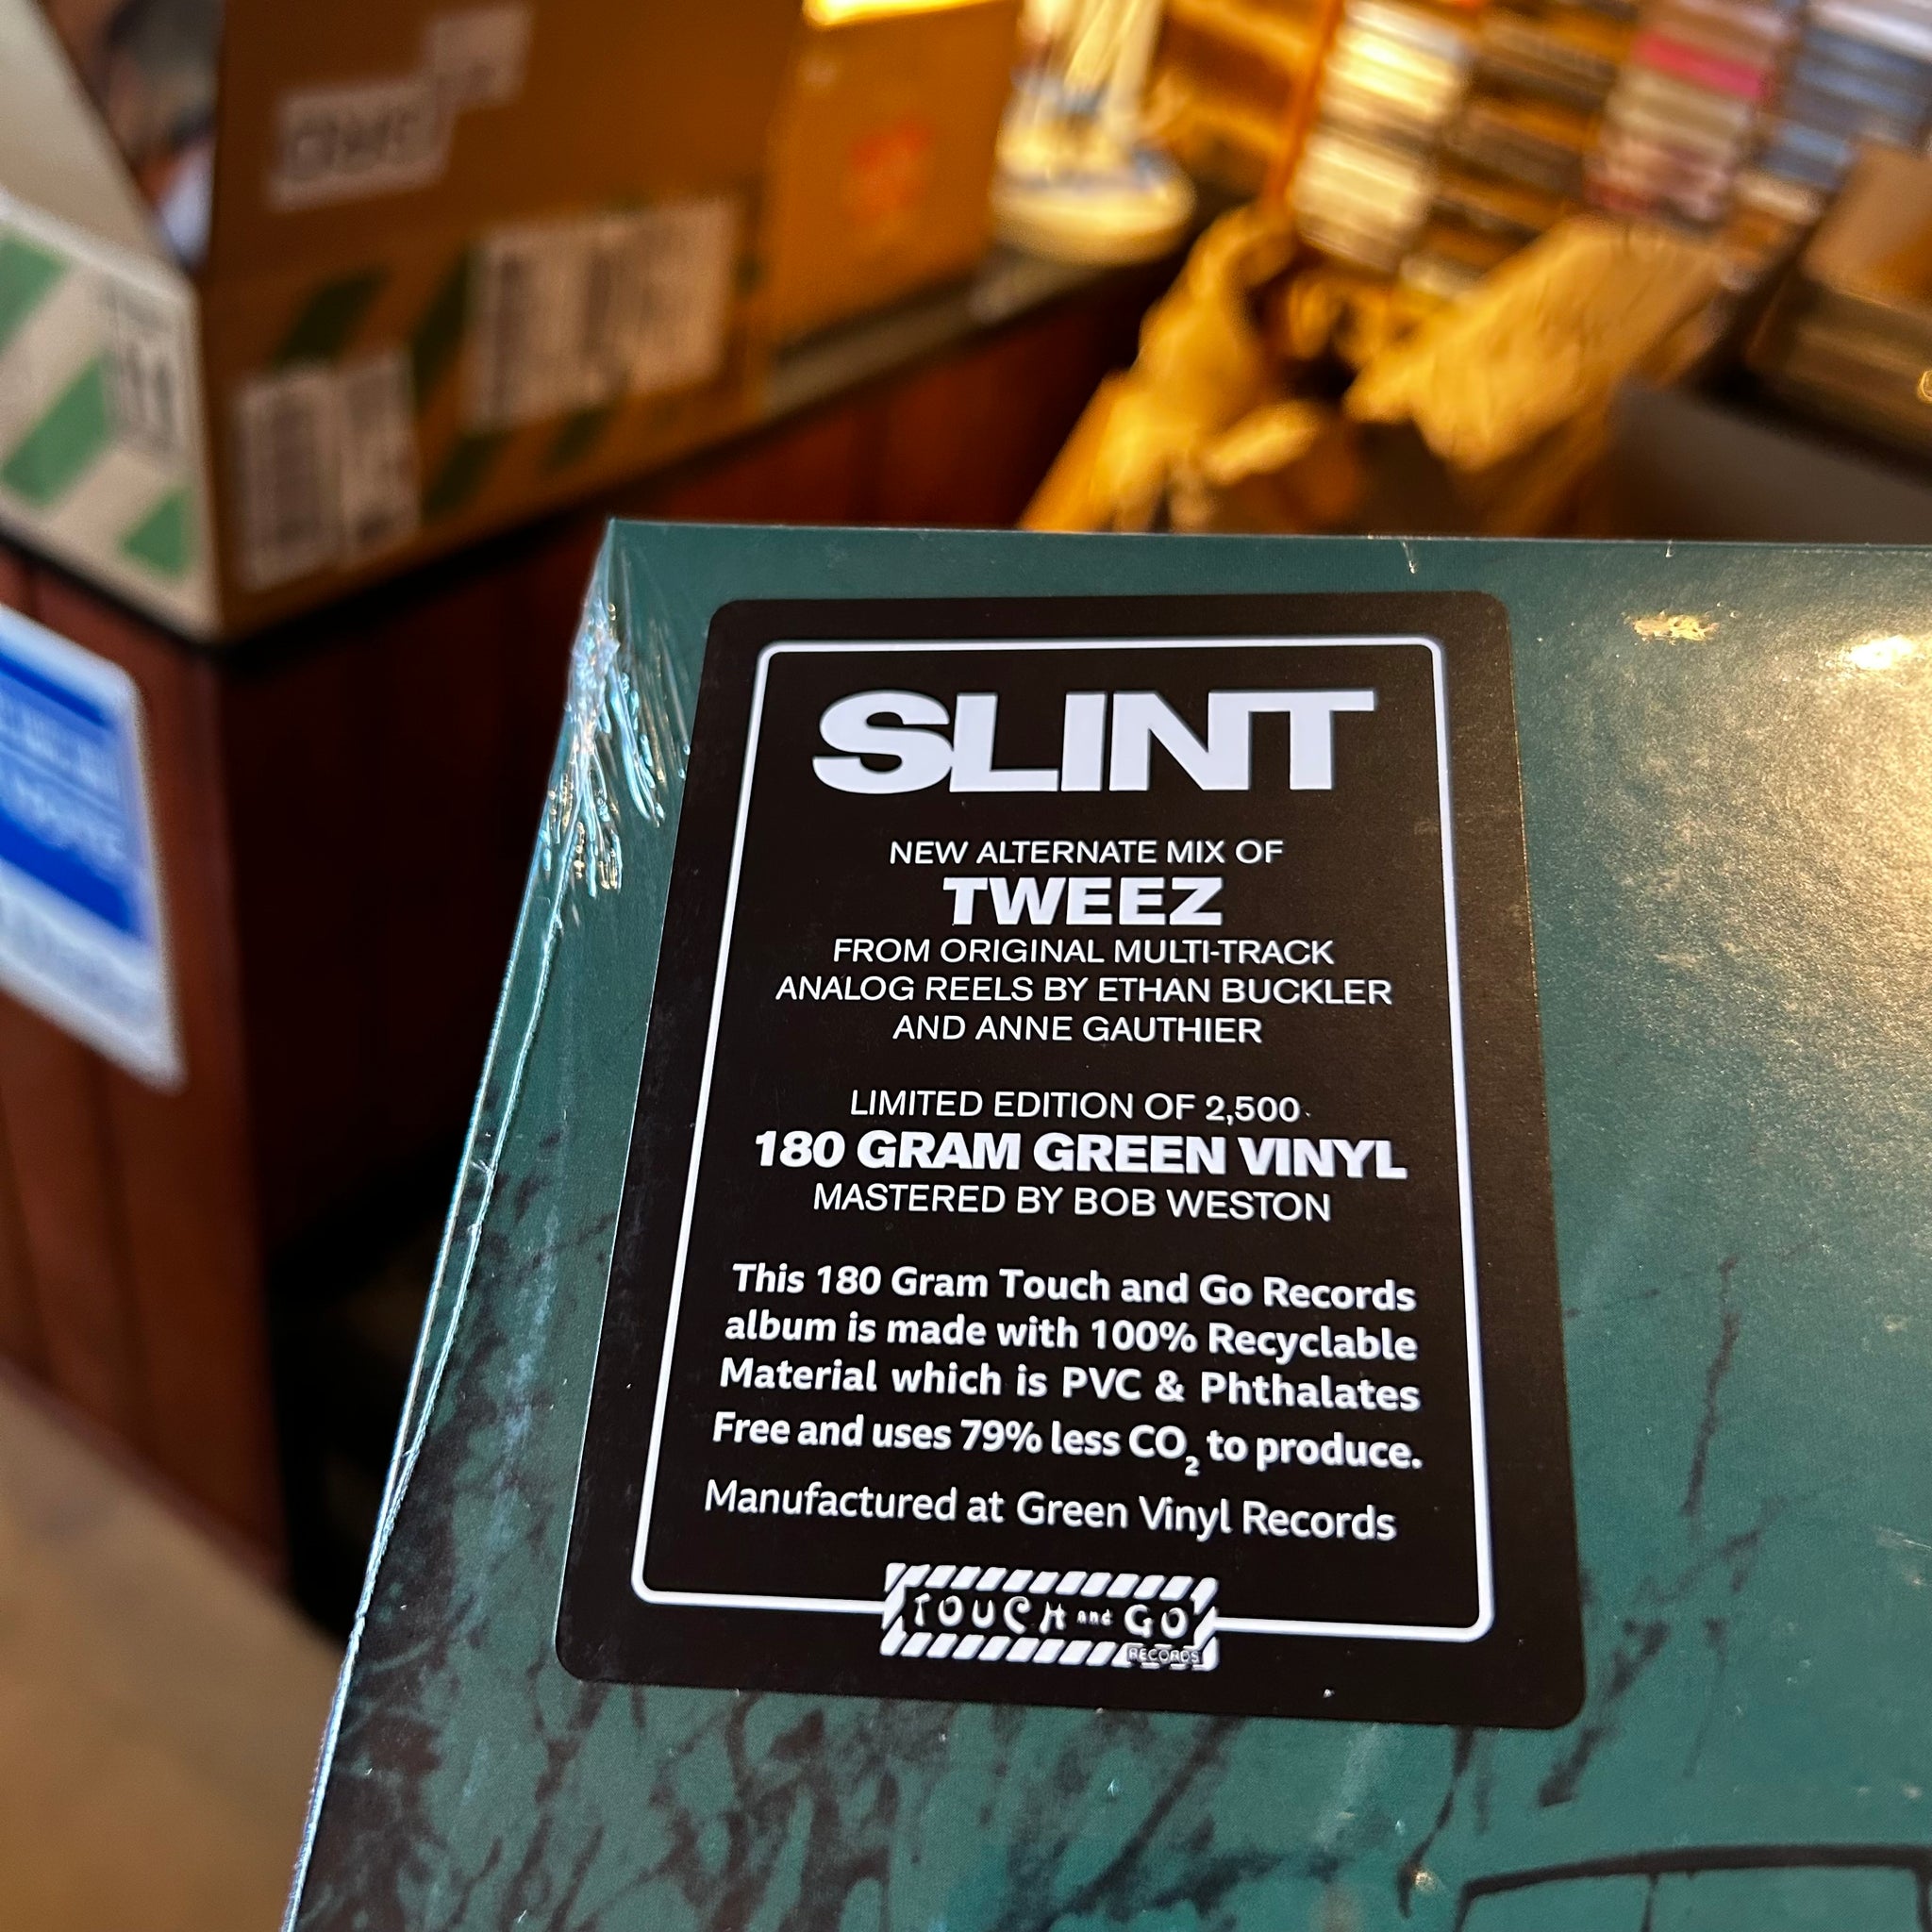 SLINT
NEW ALTERNATE MIX OF
TWEEZ
FROM ORIGINAL MULTI-TRACK
ANALOG REELS BY ETHAN BUCKLER
AND ANNE GAUTHIER
LIMITED EDITION OF 2,500
180 GRAM GREEN VINYL
MASTERED BY BOB WESTON
This 180 Gram Touch and Go Records
album is made with 100% Recyclable
Material which is PVC & Phthalates
Free and uses 79% less CO₂ to produce.
Manufactured at Green Vinyl Records
TOUCH and GO
RECORDS